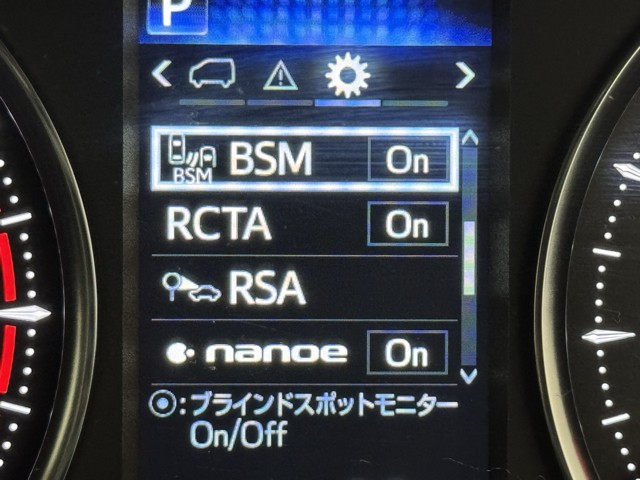 P
BSM BSM On
RCTA On
RSA
nanoe On
:ブラインドスポットモニター
On/Off